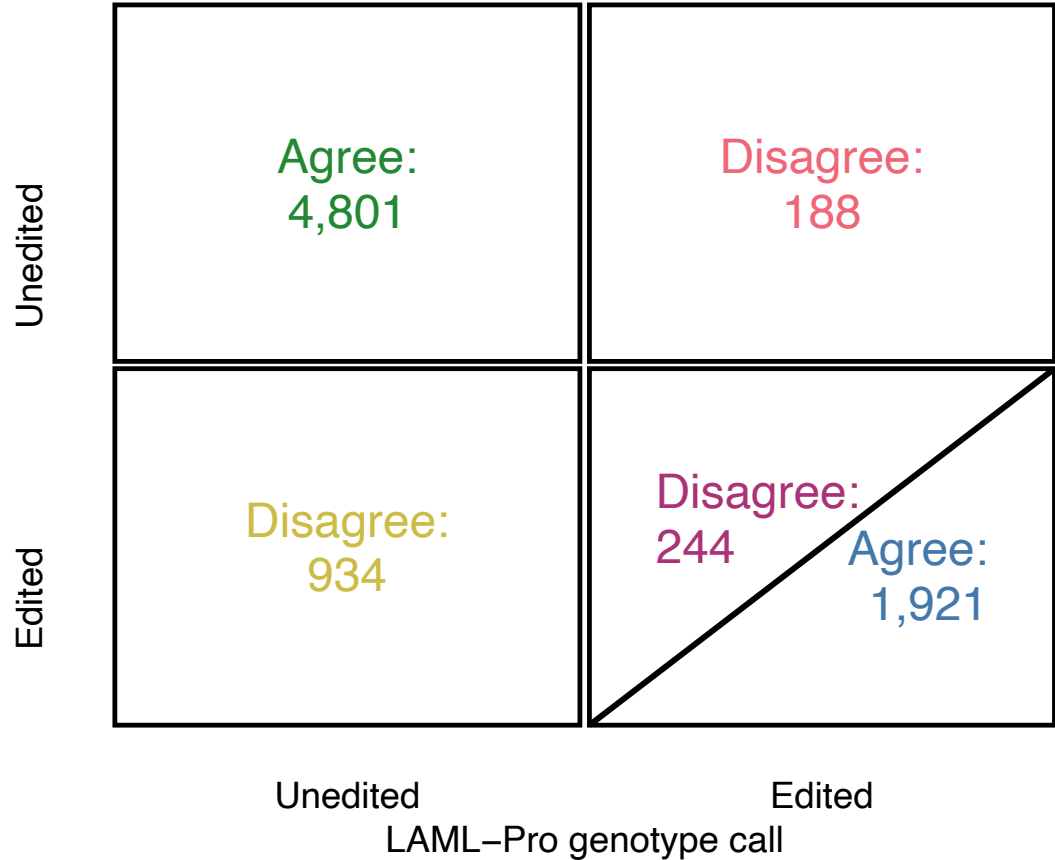 Unedited
Agree:
4,801
Disagree:
188
Edited
Disagree:
934
Disagree:
244
Agree:
1,921
Unedited
Edited
LAML−Pro genotype call